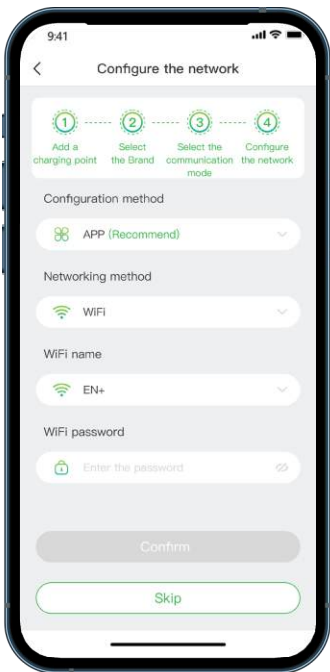 9:41
Configure the network
1
2
3
4
Add a
charging point
Select
the Brand
Select the
communication
mode
Configure
the network
Configuration method
APP (Recommend)
Networking method
WiFi
WiFi name
EN+
WiFi password
Enter the password
Confirm
Skip